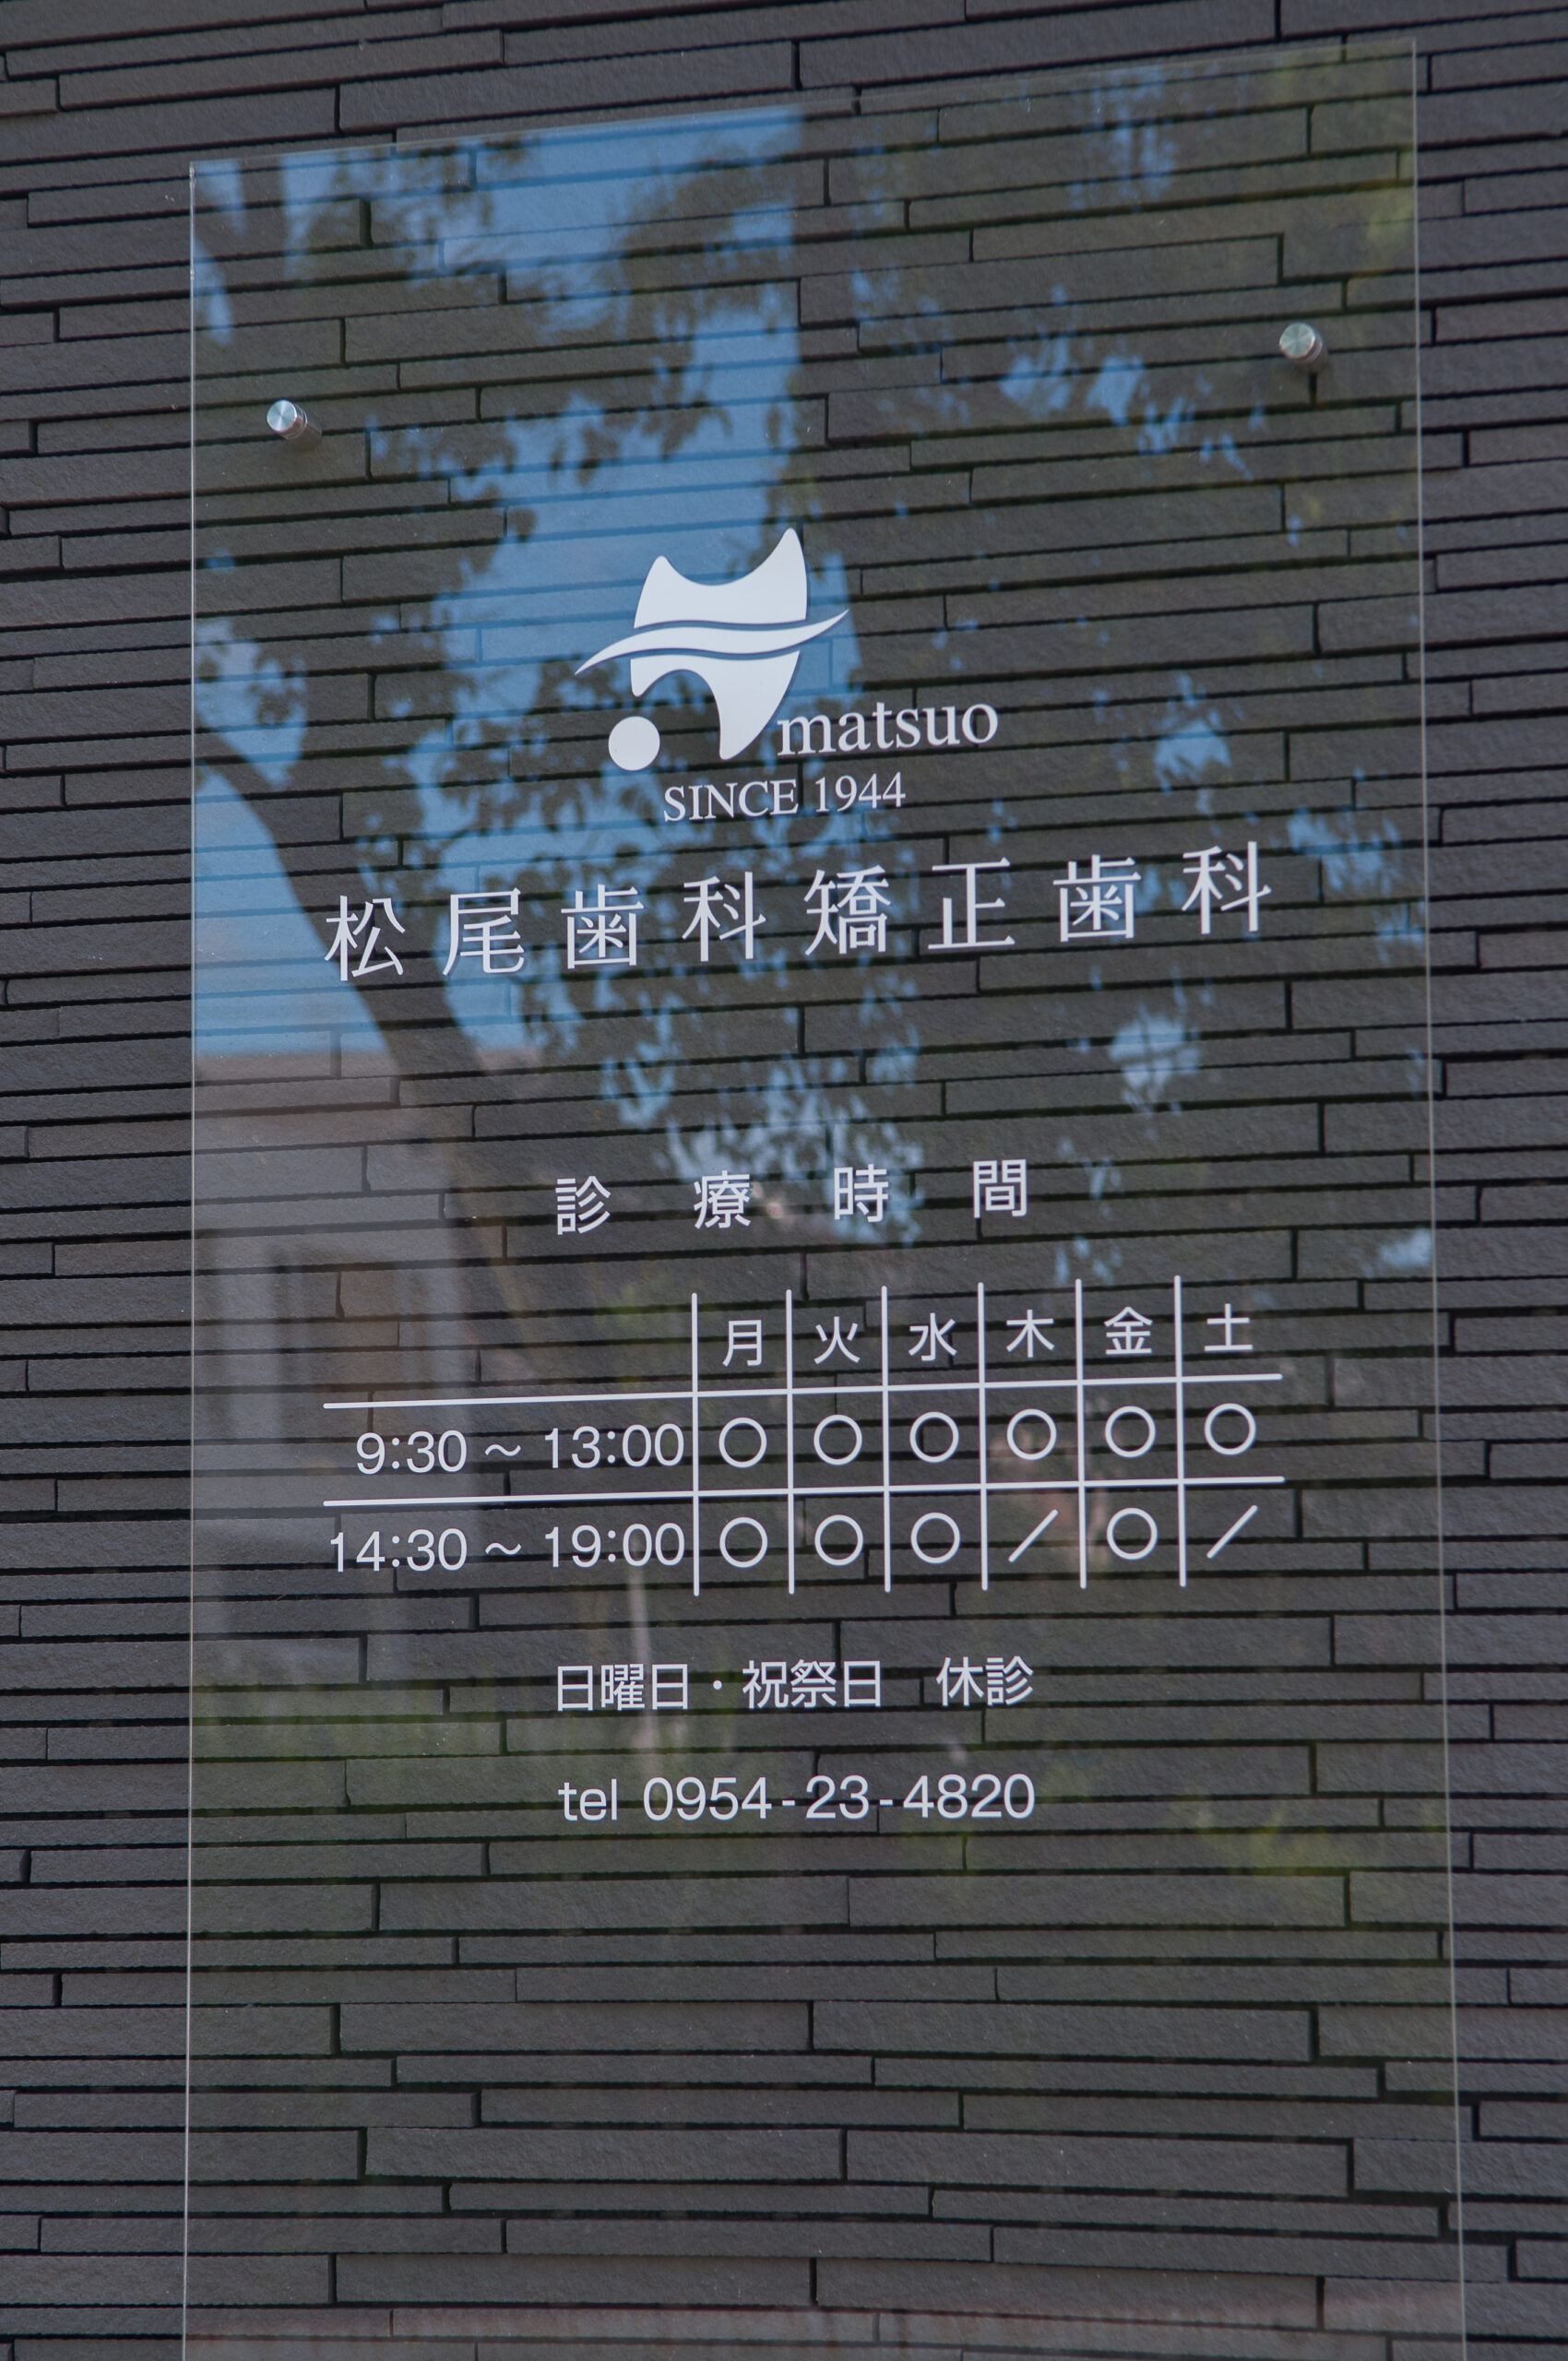 matsuo
SINCE 1944
松尾歯科矯正歯科
診療時間
月 火 水 木 金 土
9:30 ～ 13:00 ○ ○ ○ ○ ○ ○
14:30 ～ 19:00 ○ ○ ○ ／ ○ ／
日曜日・祝祭日 休診
tel 0954-23-4820